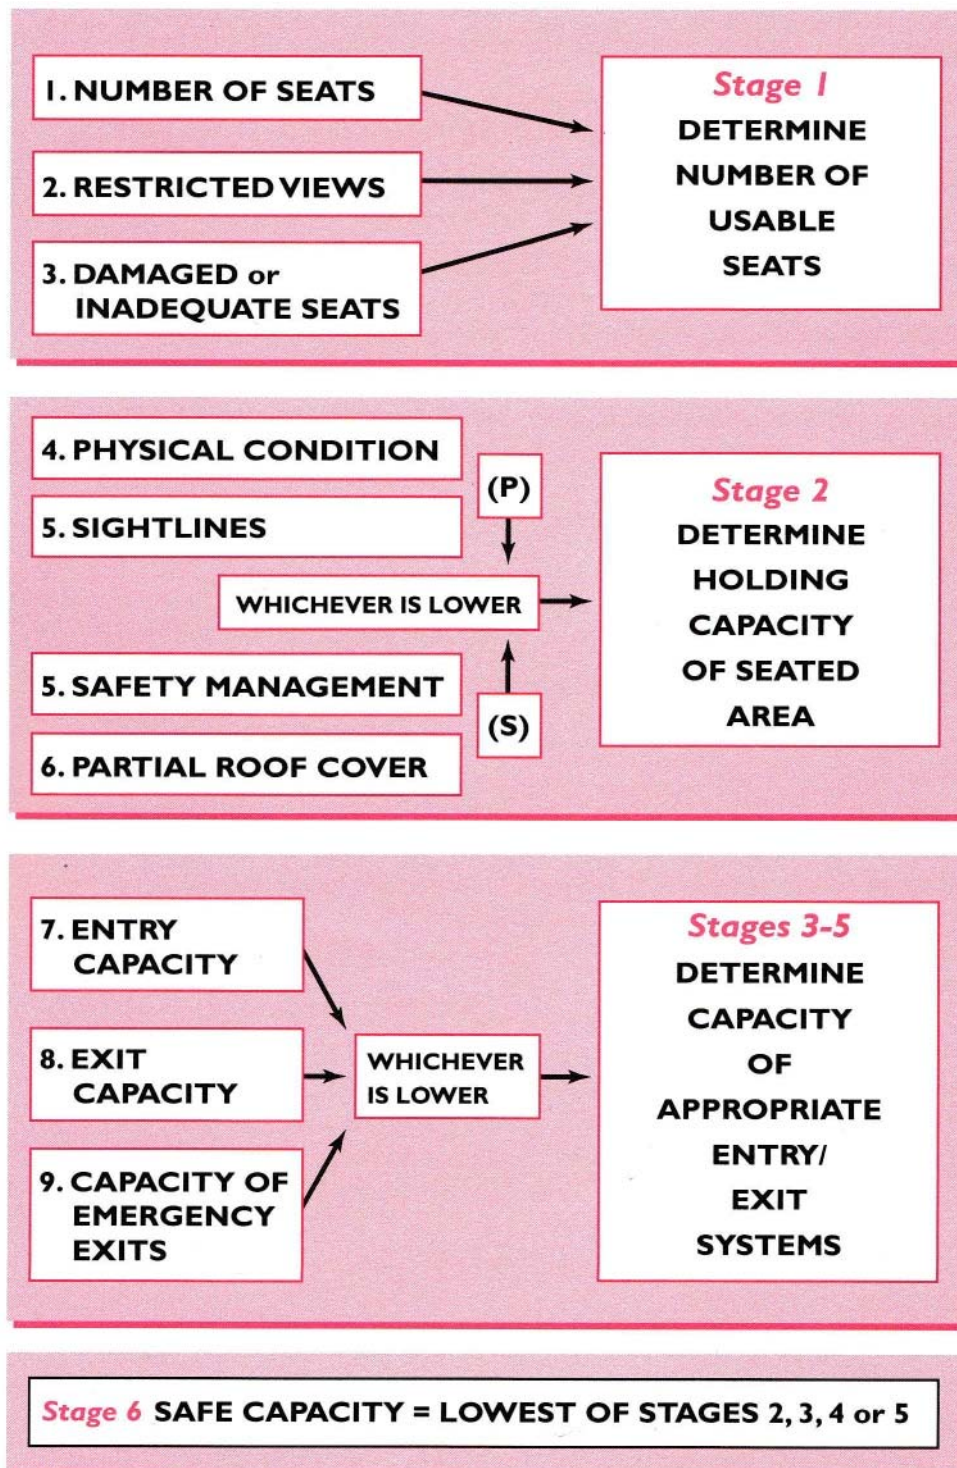 1. NUMBER OF SEATS
2. RESTRICTED VIEWS
3. DAMAGED or
INADEQUATE SEATS
Stage 1
DETERMINE
NUMBER OF
USABLE
SEATS
4. PHYSICAL CONDITION
5. SIGHTLINES
(P)
WHICHEVER IS LOWER
5. SAFETY MANAGEMENT
6. PARTIAL ROOF COVER
(S)
Stage 2
DETERMINE
HOLDING
CAPACITY
OF SEATED
AREA
7. ENTRY
CAPACITY
8. EXIT
CAPACITY
9. CAPACITY OF
EMERGENCY
EXITS
WHICHEVER
IS LOWER
Stages 3-5
DETERMINE
CAPACITY
OF
APPROPRIATE
ENTRY/
EXIT
SYSTEMS
Stage 6 SAFE CAPACITY = LOWEST OF STAGES 2, 3, 4 or 5